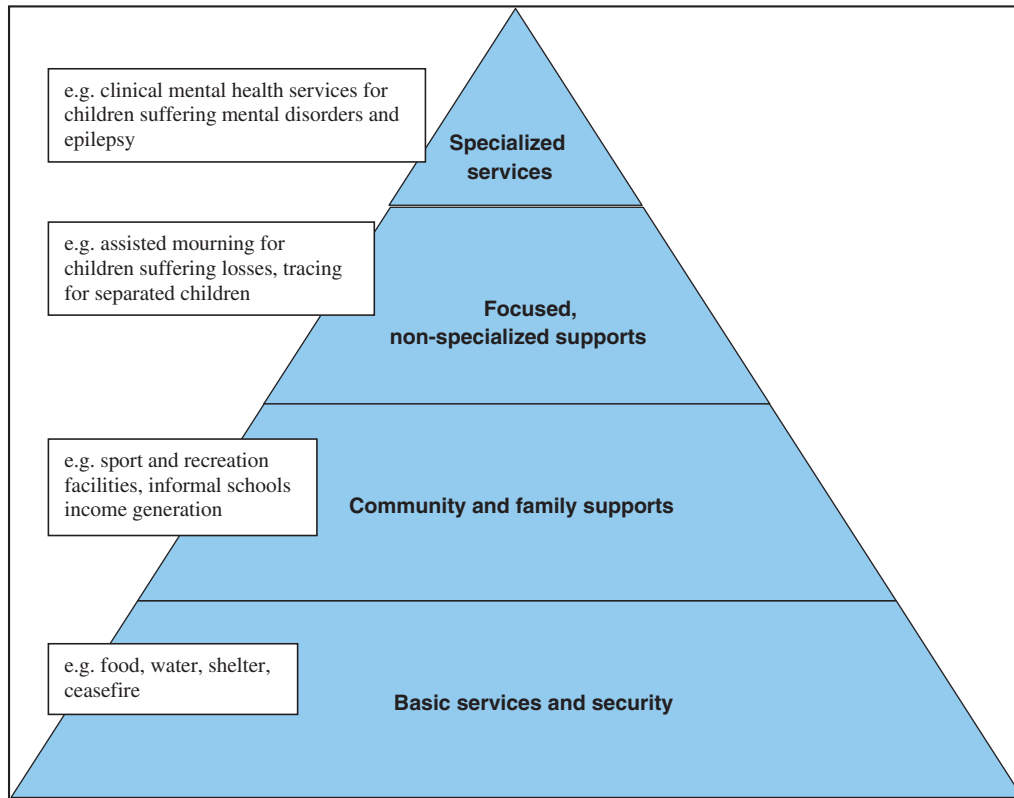 e.g. clinical mental health services for
children suffering mental disorders and
epilepsy
Specialized
services
e.g. assisted mourning for
children suffering losses, tracing
for separated children
Focused,
non-specialized supports
e.g. sport and recreation
facilities, informal schools
income generation
Community and family supports
e.g. food, water, shelter,
ceasefire
Basic services and security